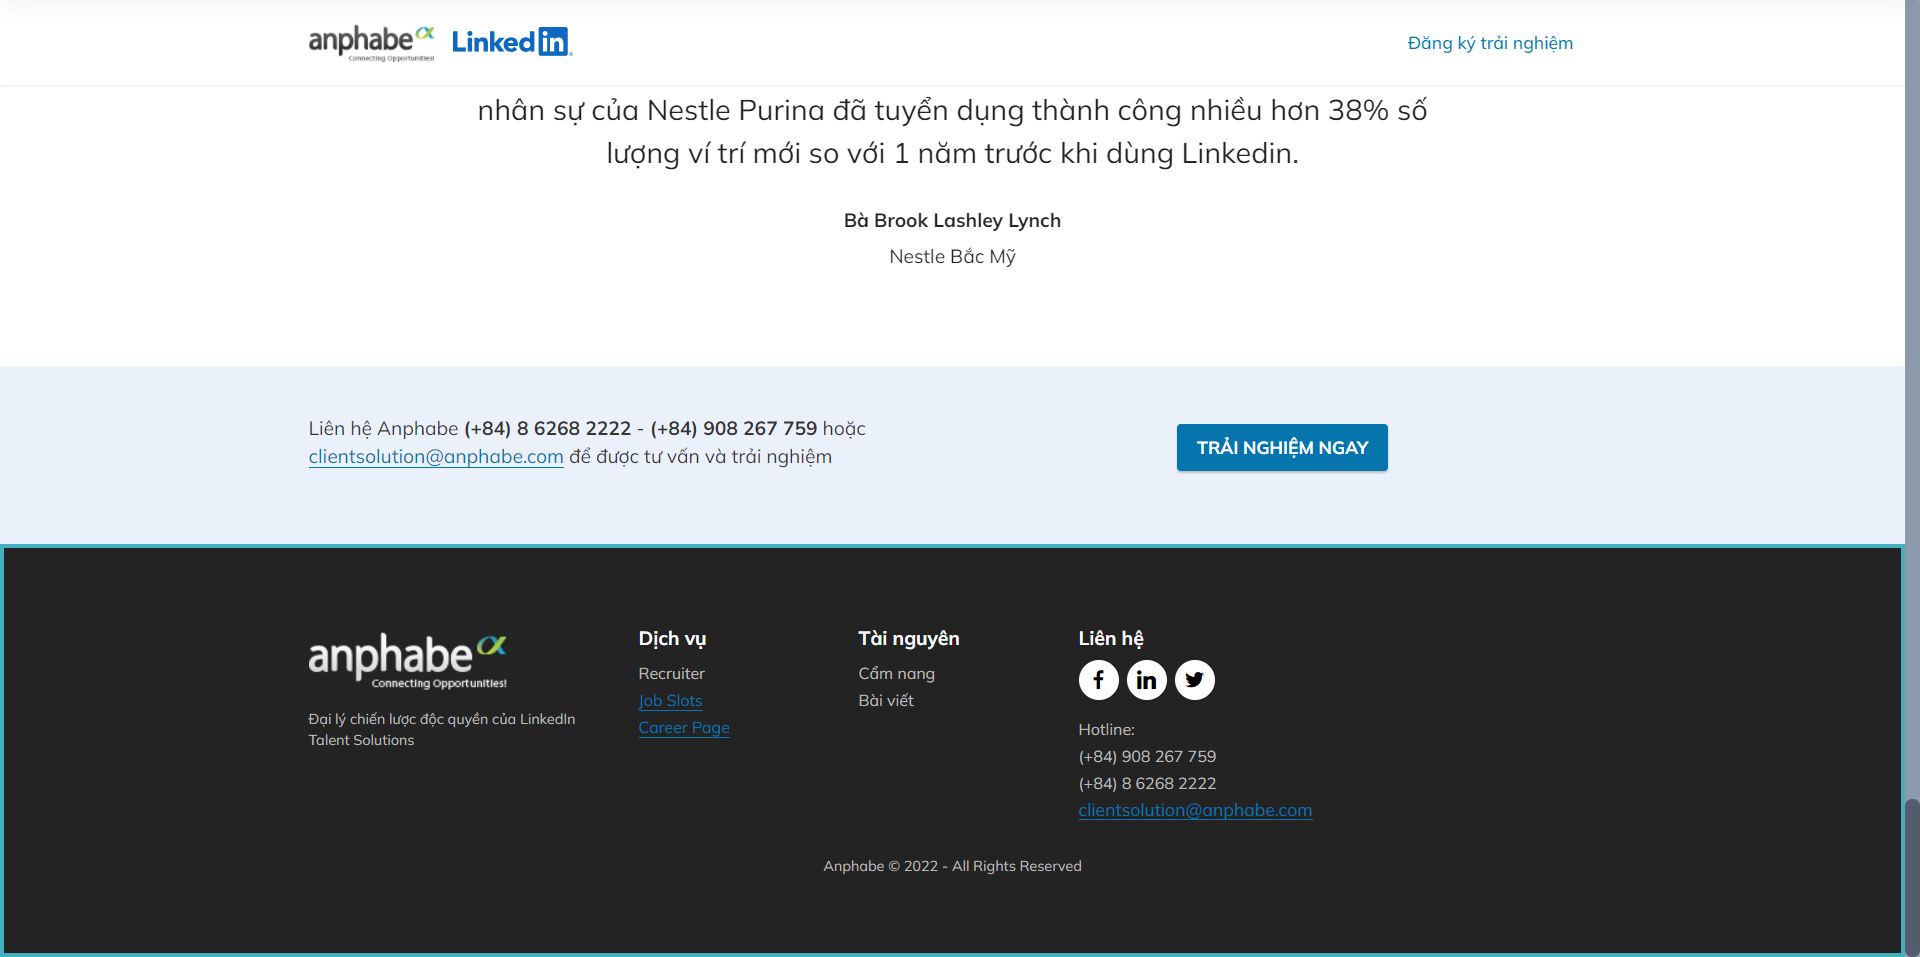 anphabe
Connecting Opportunities!
Linked in
Đăng ký trải nghiệm
nhân sự của Nestle Purina đã tuyển dụng thành công nhiều hơn 38% số
lượng ví trí mới so với 1 năm trước khi dùng Linkedin.
Bà Brook Lashley Lynch
Nestle Bắc Mỹ
Liên hệ Anphabe (+84) 8 6268 2222 - (+84) 908 267 759 hoặc
clientsolution@anphabe.com để được tư vấn và trải nghiệm
TRẢI NGHIỆM NGAY
anphabe
Connecting Opportunities!
Đại lý chiến lược độc quyền của LinkedIn
Talent Solutions
Dịch vụ
Recruiter
Job Slots
Career Page
Tài nguyên
Cẩm nang
Bài viết
Liên hệ
Hotline:
(+84) 908 267 759
(+84) 8 6268 2222
clientsolution@anphabe.com
Anphabe © 2022 - All Rights Reserved